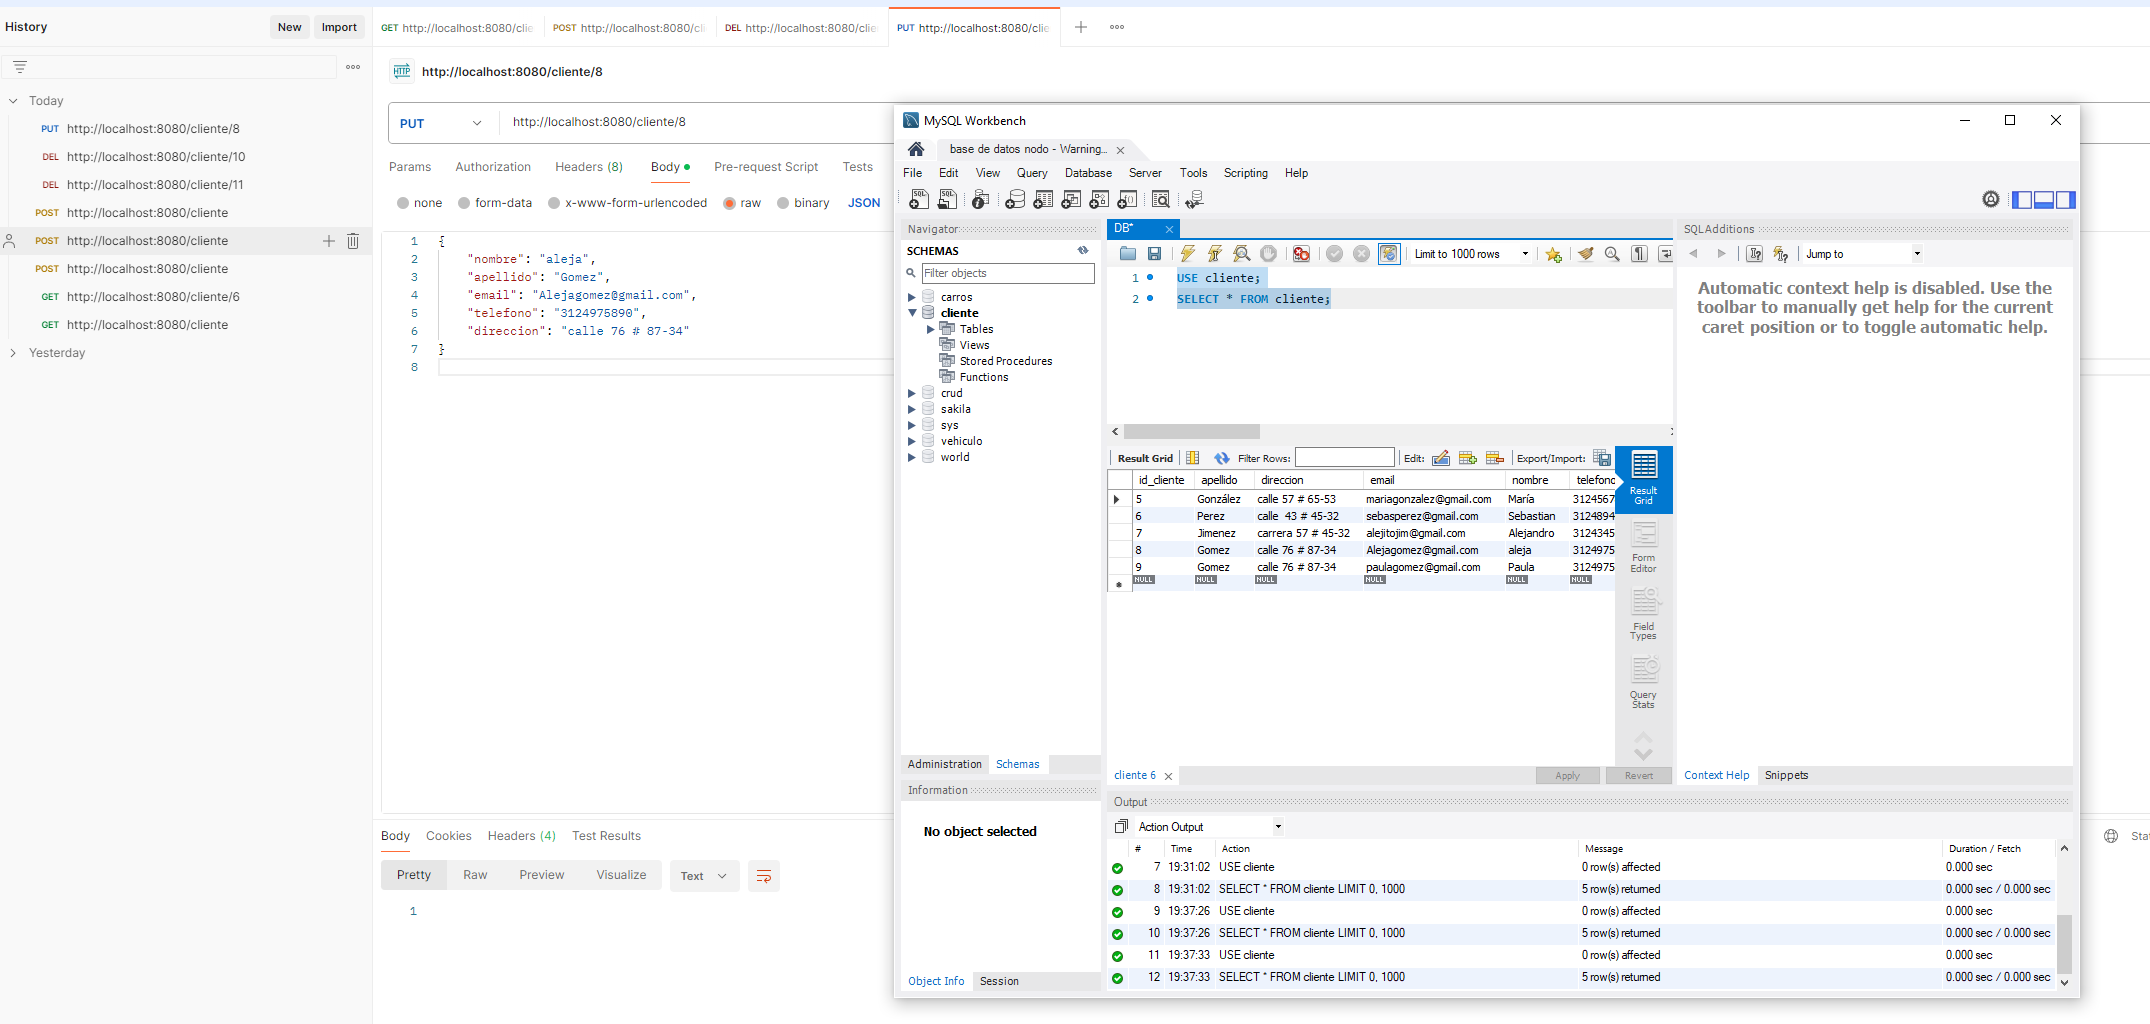 History
New
Import
Today
PUT http://localhost:8080/cliente/8
DEL http://localhost:8080/cliente/10
DEL http://localhost:8080/cliente/11
POST http://localhost:8080/cliente
POST http://localhost:8080/cliente
POST http://localhost:8080/cliente
GET http://localhost:8080/cliente/6
GET http://localhost:8080/cliente
Yesterday
GET http://localhost:8080/clie
POST http://localhost:8080/cli
DEL http://localhost:8080/clie
PUT http://localhost:8080/clie
HTTP http://localhost:8080/cliente/8
PUT http://localhost:8080/cliente/8
Params Authorization Headers (8) Body Pre-request Script Tests
none form-data x-www-form-urlencoded raw binary JSON
1 {
2 "nombre": "aleja",
3 "apellido": "Gomez",
4 "email": "Alejagomez@gmail.com",
5 "telefono": "3124975890",
6 "direccion": "calle 76 # 87-34"
7 }
8
Body Cookies Headers (4) Test Results
Pretty Raw Preview Visualize Text
1
Sta
MySQL Workbench
base de datos nodo - Warning...
File Edit View Query Database Server Tools Scripting Help
Navigator
SCHEMAS
Filter objects
carros
cliente
Tables
Views
Stored Procedures
Functions
crud
sakila
sys
vehiculo
world
Administration Schemas
Information
No object selected
Object Info Session
DB*
Limit to 1000 rows
1 USE cliente;
2 SELECT * FROM cliente;
Result Grid Filter Rows: Edit: Export/Import:
id_cliente apellido direccion email nombre telefono
5 González calle 57 # 65-53 mariagonzalez@gmail.com María 3124567
6 Perez calle 43 # 45-32 sebasperez@gmail.com Sebastian 3124894
7 Jimenez carrera 57 # 45-32 alejitojim@gmail.com Alejandro 3124345
8 Gomez calle 76 # 87-34 Alejagomez@gmail.com aleja 3124975
9 Gomez calle 76 # 87-34 paulagomez@gmail.com Paula 3124975
NULL NULL NULL NULL NULL NULL
Result
Grid
Form
Editor
Field
Types
Query
Stats
cliente 6
Apply Revert
SQLAdditions
Jump to
Automatic context help is disabled. Use the
toolbar to manually get help for the current
caret position or to toggle automatic help.
Context Help Snippets
Output
Action Output
# Time Action Message Duration / Fetch
7 19:31:02 USE cliente 0 row(s) affected 0.000 sec
8 19:31:02 SELECT * FROM cliente LIMIT 0, 1000 5 row(s) returned 0.000 sec / 0.000 sec
9 19:37:26 USE cliente 0 row(s) affected 0.000 sec
10 19:37:26 SELECT * FROM cliente LIMIT 0, 1000 5 row(s) returned 0.000 sec / 0.000 sec
11 19:37:33 USE cliente 0 row(s) affected 0.000 sec
12 19:37:33 SELECT * FROM cliente LIMIT 0, 1000 5 row(s) returned 0.000 sec / 0.000 sec